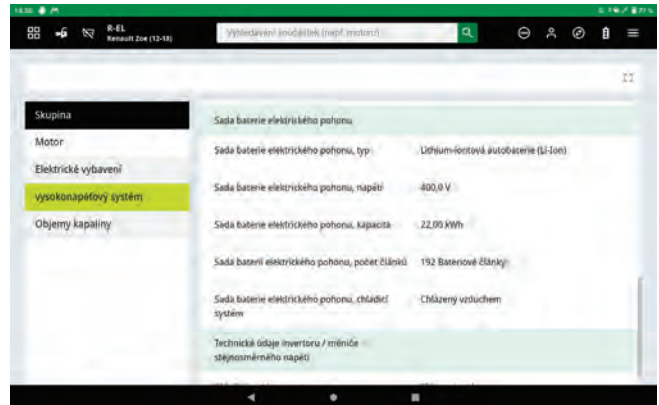 R-EL
Renault Zoe (12-18)
Vyhledávání součástek (např. motoru)
Skupina
Motor
Elektrické vybavení
vysokonapěťový systém
Objemy kapaliny
Sada baterie elektrického pohonu
Sada baterie elektrického pohonu, typ
Lithium-iontová autobaterie (Li-Ion)
Sada baterie elektrického pohonu, napětí
400,0 V
Sada baterie elektrického pohonu, kapacita
22,00 kWh
Sada baterií elektrického pohonu, počet článků
192 Bateriové články
Sada baterie elektrického pohonu, chladicí
systém
Chlazený vzduchem
Technické údaje invertoru / měniče
stejnosměrného napětí